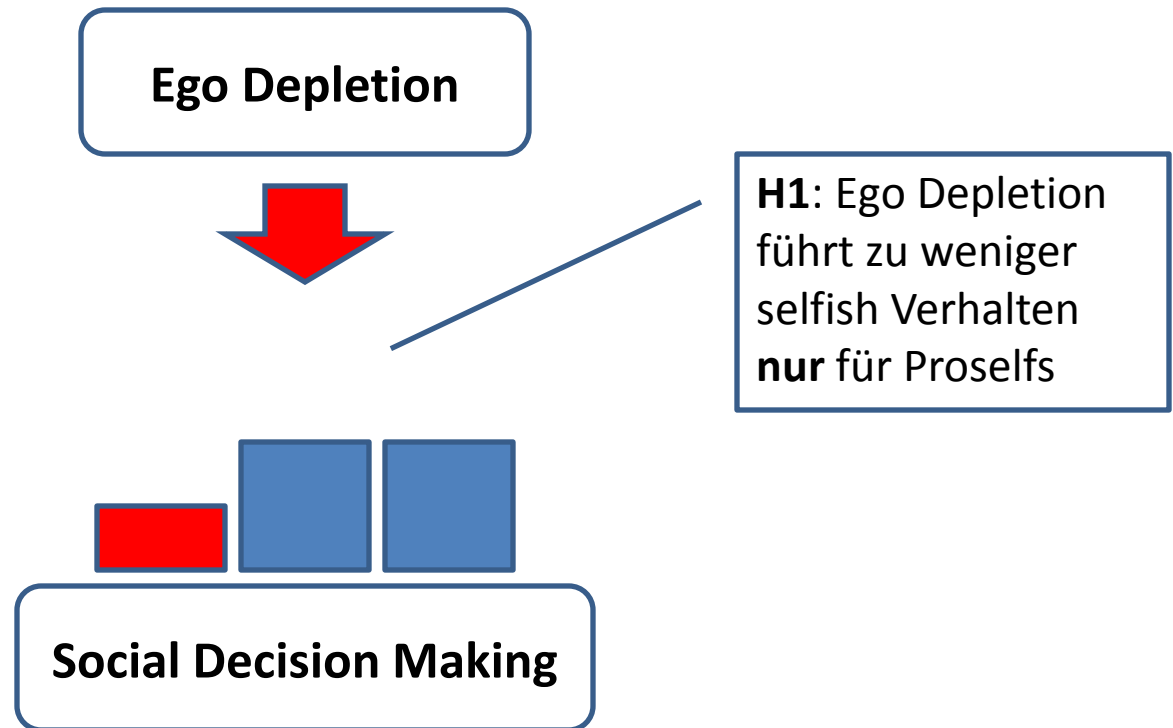 Ego Depletion
H1: Ego Depletion
führt zu weniger
selfish Verhalten
nur für Proselfs
Social Decision Making